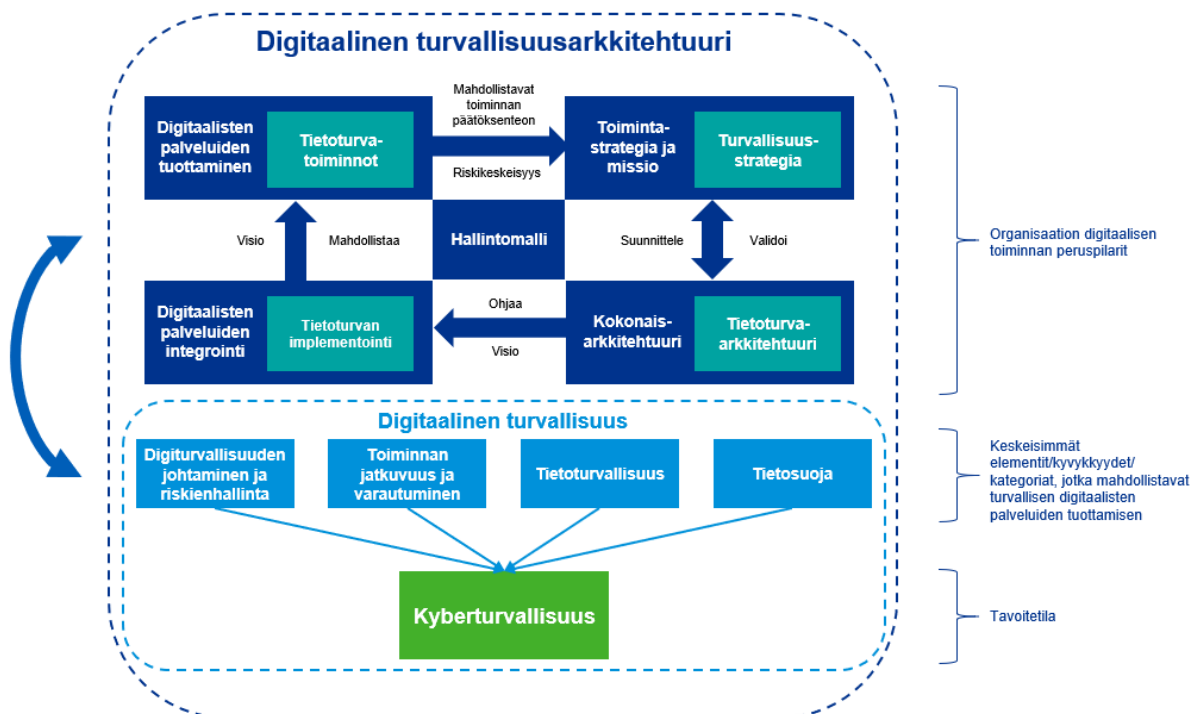 Digitaalinen turvallisuusarkkitehtuuri
Digitaalisten
palveluiden
tuottaminen
Tietoturva-
toiminnot
Mahdollistavat
toiminnan
päätöksenteon
Riskikeskeisyys
Toiminta-
strategia ja
missio
Turvallisuus-
strategia
Visio
Mahdollistaa
Hallintomalli
Suunnittele
Validoi
Digitaalisten
palveluiden
integrointi
Tietoturvan
implementointi
Ohjaa
Visio
Kokonais-
arkkitehtuuri
Tietoturva-
arkkitehtuuri
Organisaation digitaalisen
toiminnan peruspilarit
Digitaalinen turvallisuus
Digiturvallisuuden
johtaminen ja
riskienhallinta
Toiminnan
jatkuvuus ja
varautuminen
Tietoturvallisuus
Tietosuoja
Keskeisimmät
elementit/kyvykkyydet/
kategoriat, jotka mahdollistavat
turvallisen digitaalisten
palveluiden tuottamisen
Kyberturvallisuus
Tavoitetila